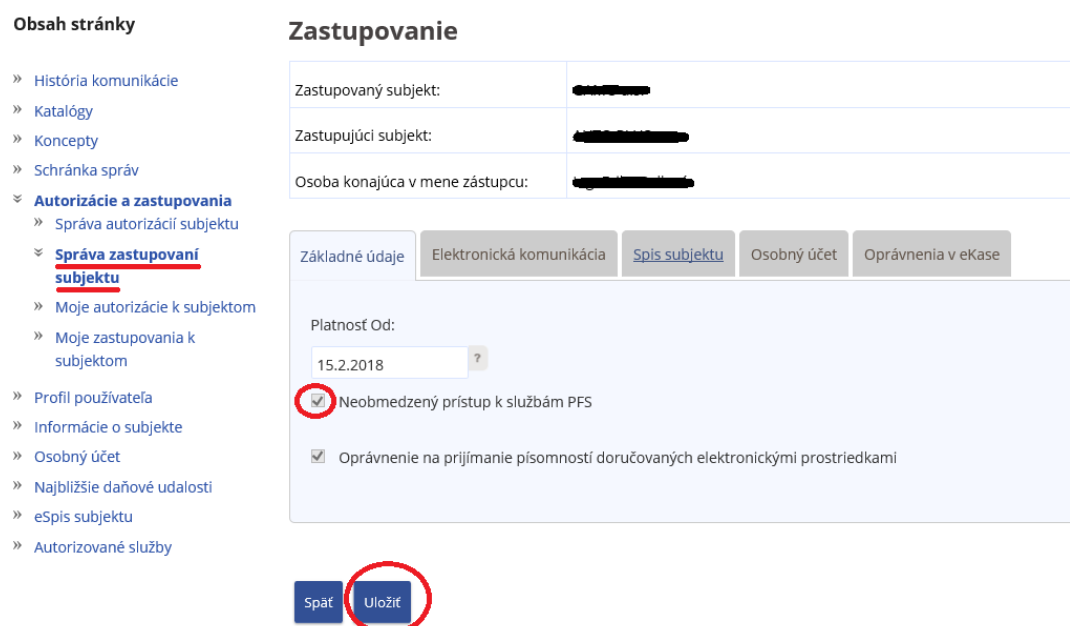 Obsah stránky
História komunikácie
Katalógy
Koncepty
Schránka správ
Autorizácie a zastupovania
Správa autorizácií subjektu
Správa zastupovaní
subjektu
Moje autorizácie k subjektom
Moje zastupovania k
subjektom
Profil používateľa
Informácie o subjekte
Osobný účet
Najbližšie daňové udalosti
eSpis subjektu
Autorizované služby
Zastupovanie
Zastupovaný subjekt:
Zastupujúci subjekt:
Osoba konajúca v mene zástupcu:
Základné údaje Elektronická komunikácia Spis subjektu Osobný účet Oprávnenia v eKase
Platnosť Od:
15.2.2018 ?
Neobmedzený prístup k službám PFS
Oprávnenie na prijímanie písomností doručovaných elektronickými prostriedkami
Späť Uložiť